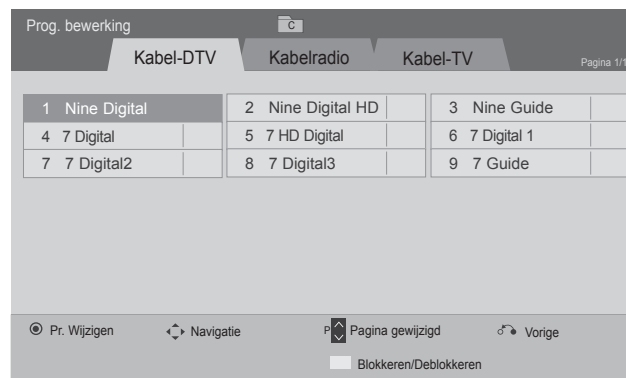 Prog. bewerking C
Kabel-DTV Kabelradio Kabel-TV Pagina 1/1
1 Nine Digital 2 Nine Digital HD 3 Nine Guide
4 7 Digital 5 7 HD Digital 6 7 Digital 1
7 7 Digital2 8 7 Digital3 9 7 Guide
Pr. Wijzigen Navigatie P Pagina gewijzigd Vorige
Blokkeren/Deblokkeren